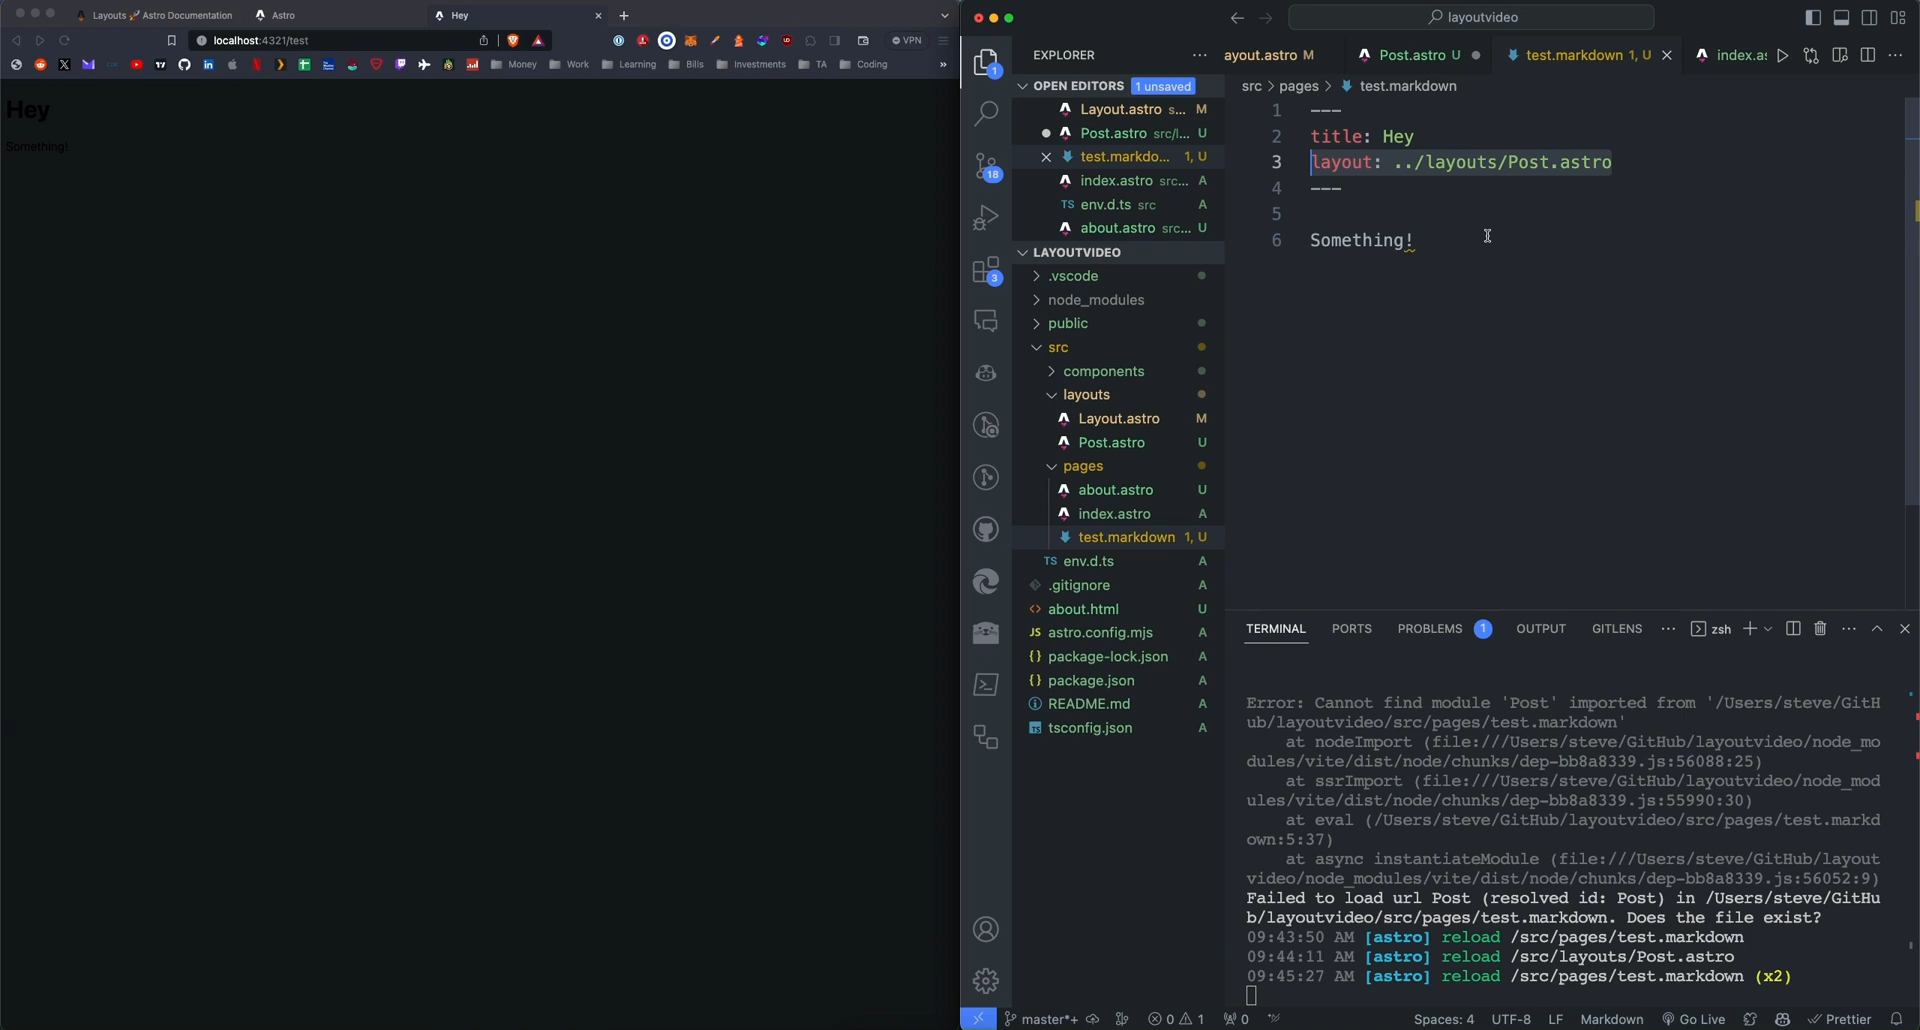 Layouts 🚀 Astro Documentation
Astro
Hey
localhost:4321/test
VPN
Money
Work
Learning
Bills
Investments
TA
Coding
»
Hey
Something!
layoutvideo
EXPLORER
ayout.astro M
Post.astro U
test.markdown 1, U
index.as
OPEN EDITORS 1 unsaved
src > pages > test.markdown
Layout.astro s... M
Post.astro src/l... U
test.markdo... 1, U
index.astro src... A
TS env.d.ts src A
about.astro src... U
LAYOUTVIDEO
.vscode
node_modules
public
src
components
layouts
Layout.astro M
Post.astro U
pages
about.astro U
index.astro A
test.markdown 1, U
TS env.d.ts A
.gitignore A
<> about.html U
JS astro.config.mjs A
{} package-lock.json A
{} package.json A
README.md A
tsconfig.json A
1
18
3
1 ---
2 title: Hey
3 layout: ../layouts/Post.astro
4 ---
5
6 Something!
TERMINAL PORTS PROBLEMS 1 OUTPUT GITLENS ... zsh
Error: Cannot find module 'Post' imported from '/Users/steve/GitH
ub/layoutvideo/src/pages/test.markdown'
at nodeImport (file:///Users/steve/GitHub/layoutvideo/node_mo
dules/vite/dist/node/chunks/dep-bb8a8339.js:56088:25)
at ssrImport (file:///Users/steve/GitHub/layoutvideo/node_mod
ules/vite/dist/node/chunks/dep-bb8a8339.js:55990:30)
at eval (/Users/steve/GitHub/layoutvideo/src/pages/test.markd
own:5:37)
at async instantiateModule (file:///Users/steve/GitHub/layout
video/node_modules/vite/dist/node/chunks/dep-bb8a8339.js:56052:9)
Failed to load url Post (resolved id: Post) in /Users/steve/GitHu
b/layoutvideo/src/pages/test.markdown. Does the file exist?
09:43:50 AM [astro] reload /src/pages/test.markdown
09:44:11 AM [astro] reload /src/layouts/Post.astro
09:45:27 AM [astro] reload /src/pages/test.markdown (x2)
master*+ 0 1 0 Spaces: 4 UTF-8 LF Markdown Go Live Prettier